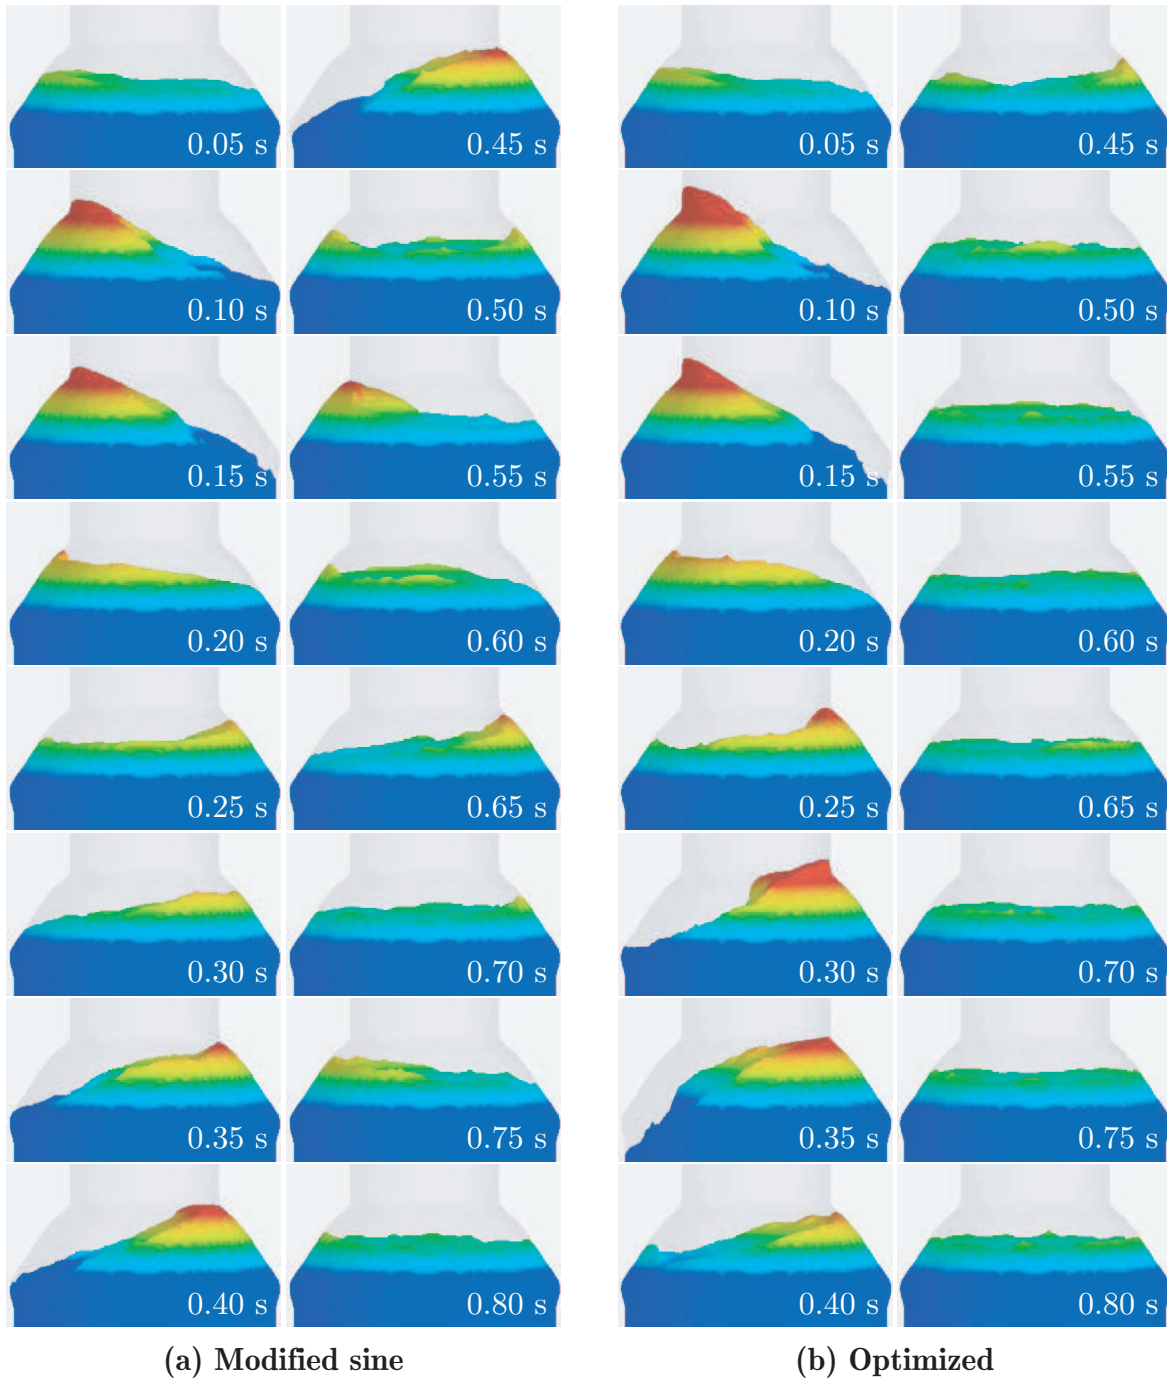 0.05 s 0.45 s 0.05 s 0.45 s
0.10 s 0.50 s 0.10 s 0.50 s
0.15 s 0.55 s 0.15 s 0.55 s
0.20 s 0.60 s 0.20 s 0.60 s
0.25 s 0.65 s 0.25 s 0.65 s
0.30 s 0.70 s 0.30 s 0.70 s
0.35 s 0.75 s 0.35 s 0.75 s
0.40 s 0.80 s 0.40 s 0.80 s
(a) Modified sine (b) Optimized